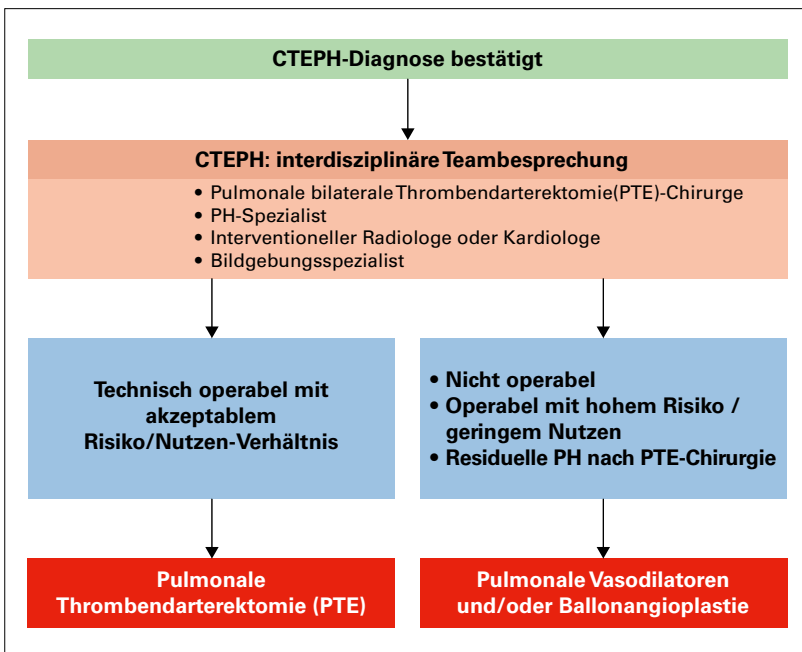 CTEPH-Diagnose bestätigt
CTEPH: interdisziplinäre Teambesprechung
• Pulmonale bilaterale Thrombendarterektomie(PTE)-Chirurge
• PH-Spezialist
• Interventioneller Radiologe oder Kardiologe
• Bildgebungsspezialist
Technisch operabel mit
akzeptablem
Risiko/Nutzen-Verhältnis
• Nicht operabel
• Operabel mit hohem Risiko /
geringem Nutzen
• Residuelle PH nach PTE-Chirurgie
Pulmonale
Thrombendarterektomie (PTE)
Pulmonale Vasodilatoren
und/oder Ballonangioplastie